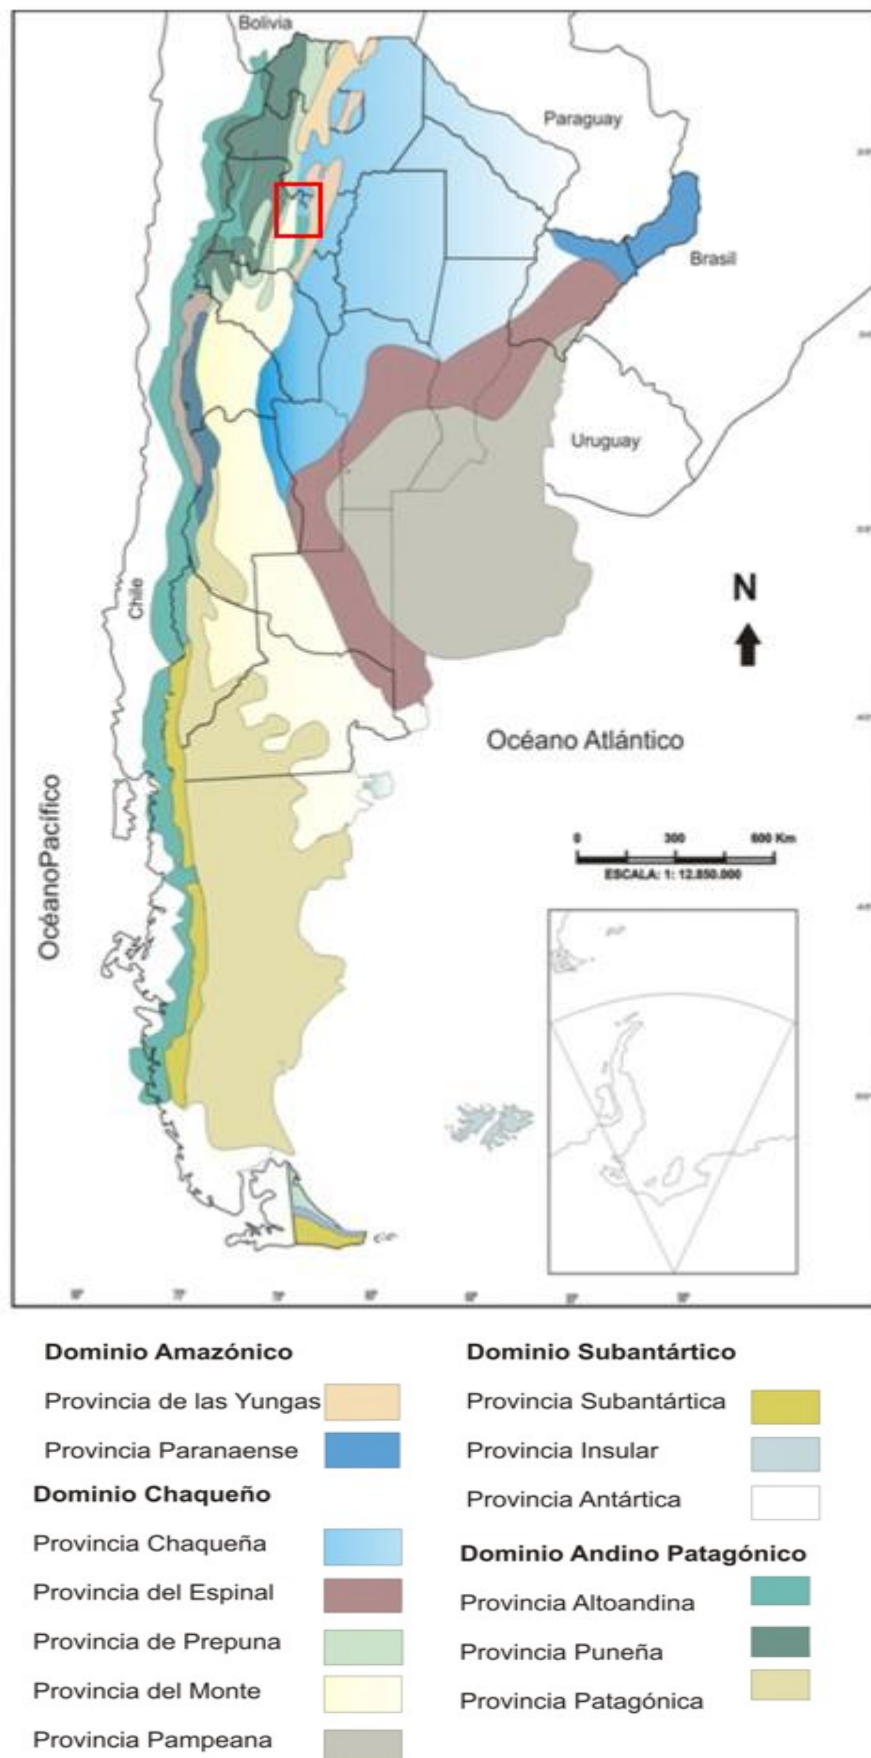 Bolivia
Paraguay
Brasil
Uruguay
Chile
N
Océano Atlántico
OcéanoPacífico
0 300 600 Km
ESCALA: 1: 12.850.000
Dominio Amazónico
Provincia de las Yungas
Provincia Paranaense
Dominio Chaqueño
Provincia Chaqueña
Provincia del Espinal
Provincia de Prepuna
Provincia del Monte
Provincia Pampeana
Dominio Subantártico
Provincia Subantártica
Provincia Insular
Provincia Antártica
Dominio Andino Patagónico
Provincia Altoandina
Provincia Puneña
Provincia Patagónica